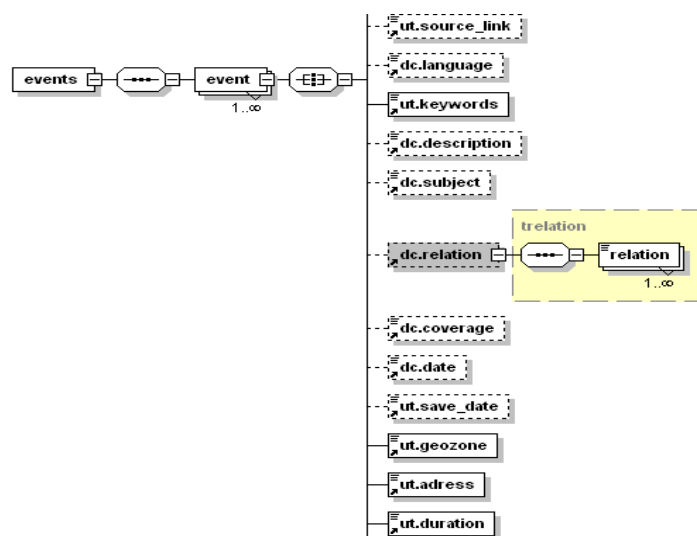 ut.source_link
dc.language
events
event
1..∞
ut.keywords
dc.description
dc.subject
trelation
dc.relation
relation
1..∞
dc.coverage
dc.date
ut.save_date
ut.geozone
ut.adress
ut.duration